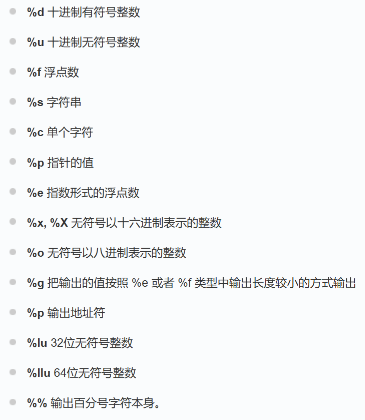 %d 十进制有符号整数
%u 十进制无符号整数
%f 浮点数
%s 字符串
%c 单个字符
%p 指针的值
%e 指数形式的浮点数
%x, %X 无符号以十六进制表示的整数
%o 无符号以八进制表示的整数
%g 把输出的值按照 %e 或者 %f 类型中输出长度较小的方式输出
%p 输出地址符
%lu 32位无符号整数
%llu 64位无符号整数
%% 输出百分号字符本身。